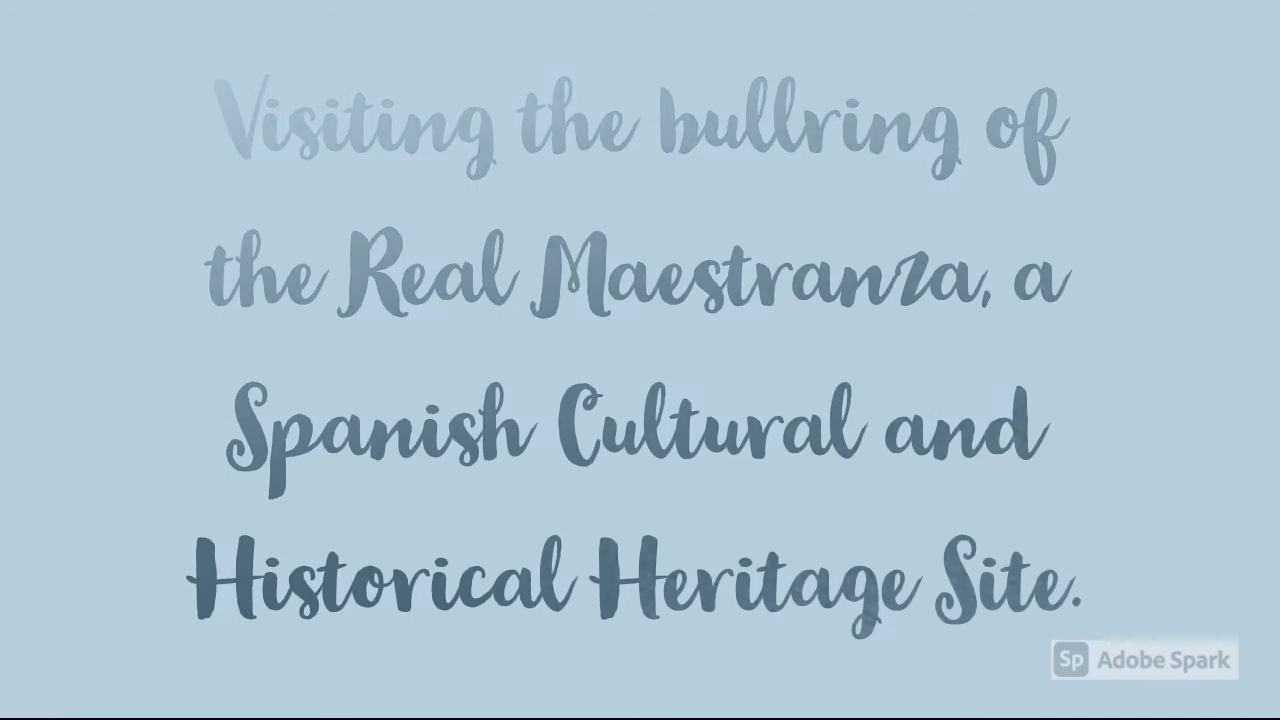 Visiting the bullring of
the Real Maestranza, a
Spanish Cultural and
Historical Heritage Site.
Sp Adobe Spark